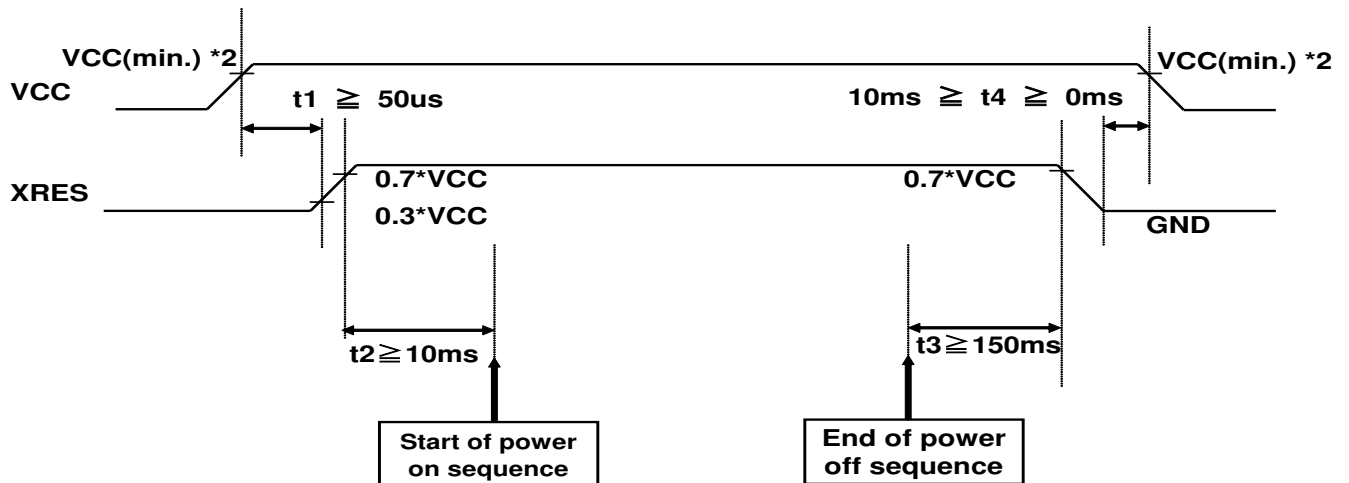 VCC(min.) *2
VCC(min.) *2
VCC
t1 ≧ 50us
10ms ≧ t4 ≧ 0ms
XRES
0.7*VCC
0.7*VCC
0.3*VCC
GND
t2≧10ms
t3≧150ms
Start of power
on sequence
End of power
off sequence